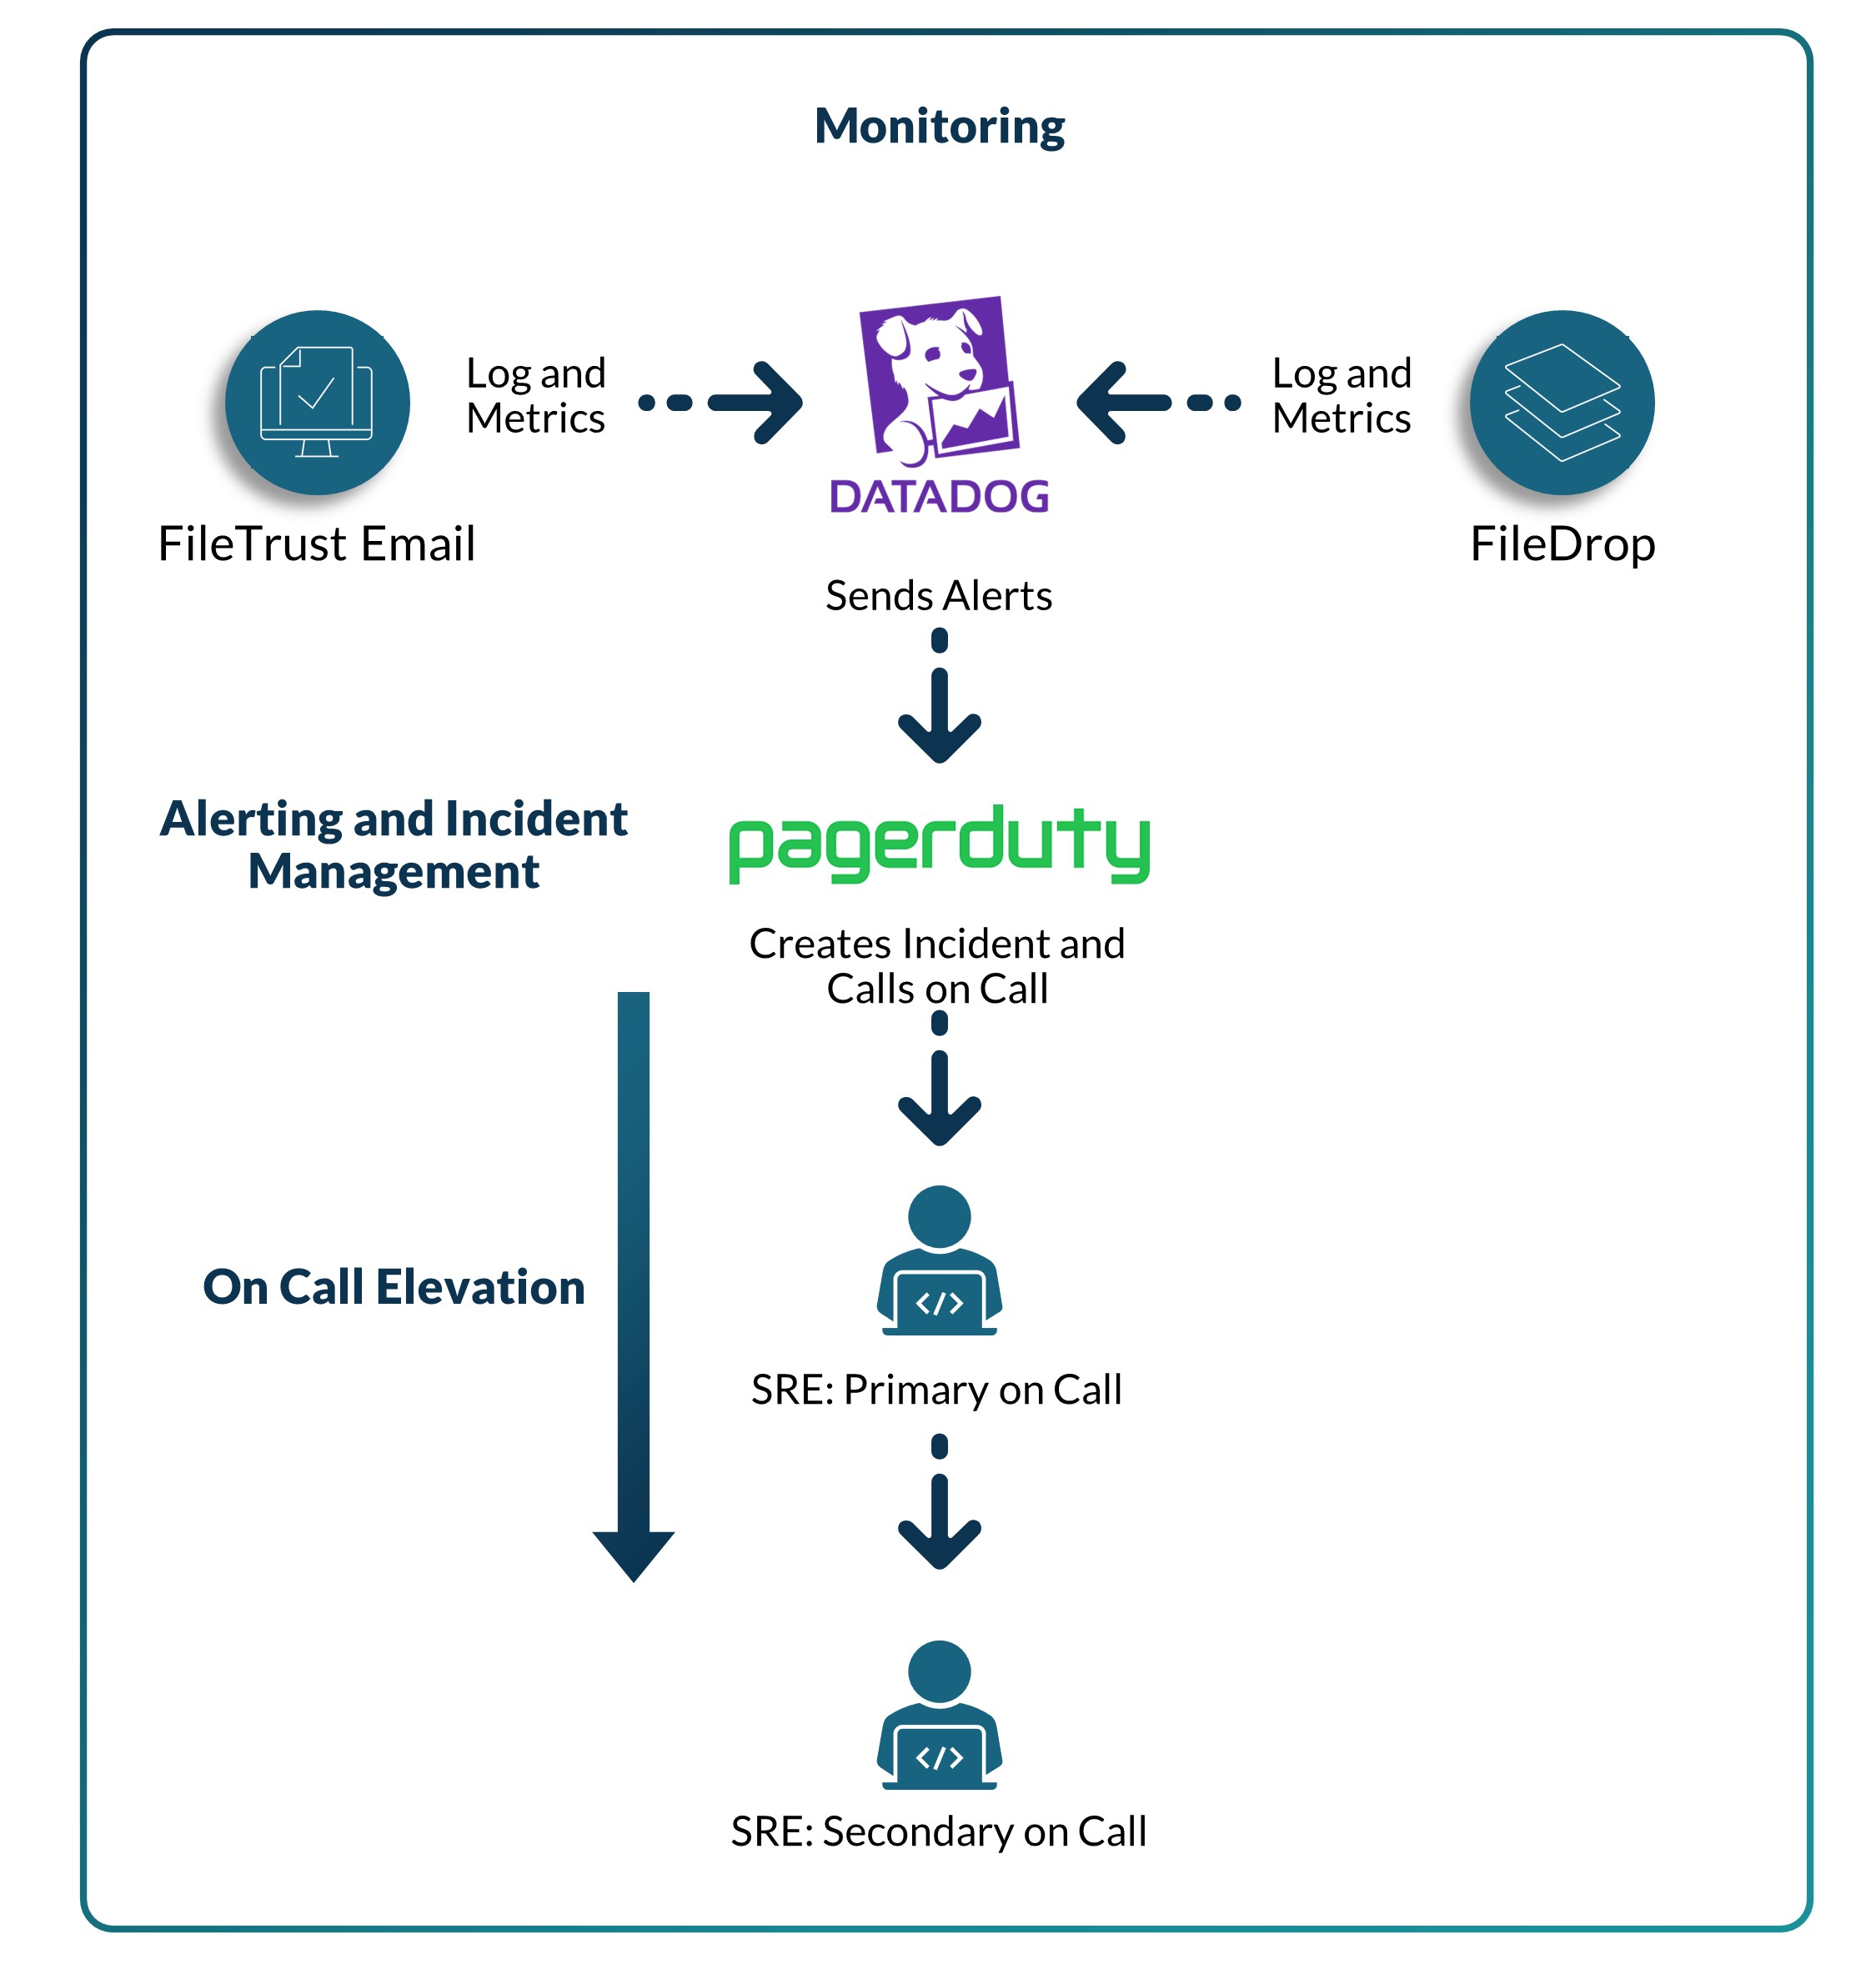 Monitoring
Log and
Metrics
DATADOG
Log and
Metrics
FileTrust Email
FileDrop
Sends Alerts
Alerting and Incident
Management
pagerduty
Creates Incident and
Calls on Call
On Call Elevation
</>
SRE: Primary on Call
</>
SRE: Secondary on Call